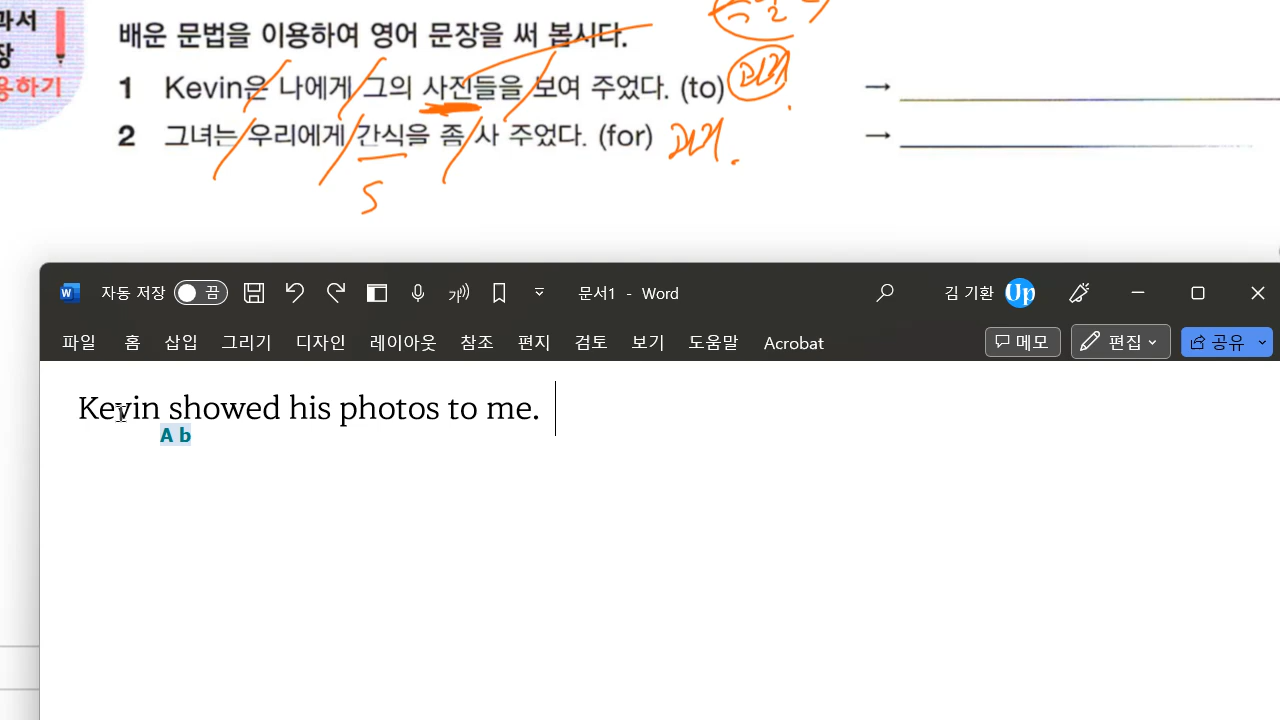 과서
장
용하기
배운 문법을 이용하여 영어 문장을 써 봅시다.
1 Kevin은 나에게 그의 사진들을 보여 주었다. (to) 과거 →
2 그녀는 우리에게 간식을 좀 사 주었다. (for) 과거. →
S
자동 저장 끔 가)) 문서1 - Word 김 기환 Up
파일 홈 삽입 그리기 디자인 레이아웃 참조 편지 검토 보기 도움말 Acrobat 메모 편집 공유
Kevin showed his photos to me.
A b